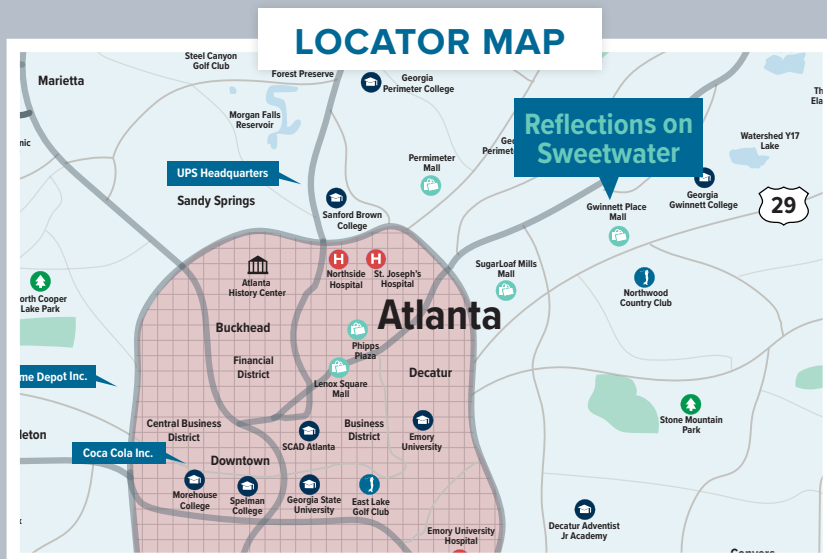 LOCATOR MAP
Steel Canyon
Golf Club
Forest Preserve
Marietta
Georgia
Perimeter College
Morgan Falls
Reservoir
Reflections on
Sweetwater
Watershed Y17
Lake
Permimeter
Mall
UPS Headquarters
Sandy Springs
Sanford Brown
College
Georgia
Gwinnett College
29
Gwinnett Place
Mall
Atlanta
History Center
Northside
Hospital
St. Joseph's
Hospital
SugarLoaf Mills
Mall
Northwood
Country Club
Lake Park
Atlanta
Buckhead
Phipps
Plaza
Financial
District
Decatur
Lenox Square
Mall
Depot Inc.
Stone Mountain
Park
Central Business
District
Business
District
SCAD Atlanta
Emory
University
Coca Cola Inc.
Downtown
Morehouse
College
Spelman
College
Georgia State
University
East Lake
Golf Club
Emory University
Hospital
Decatur Adventist
Jr Academy